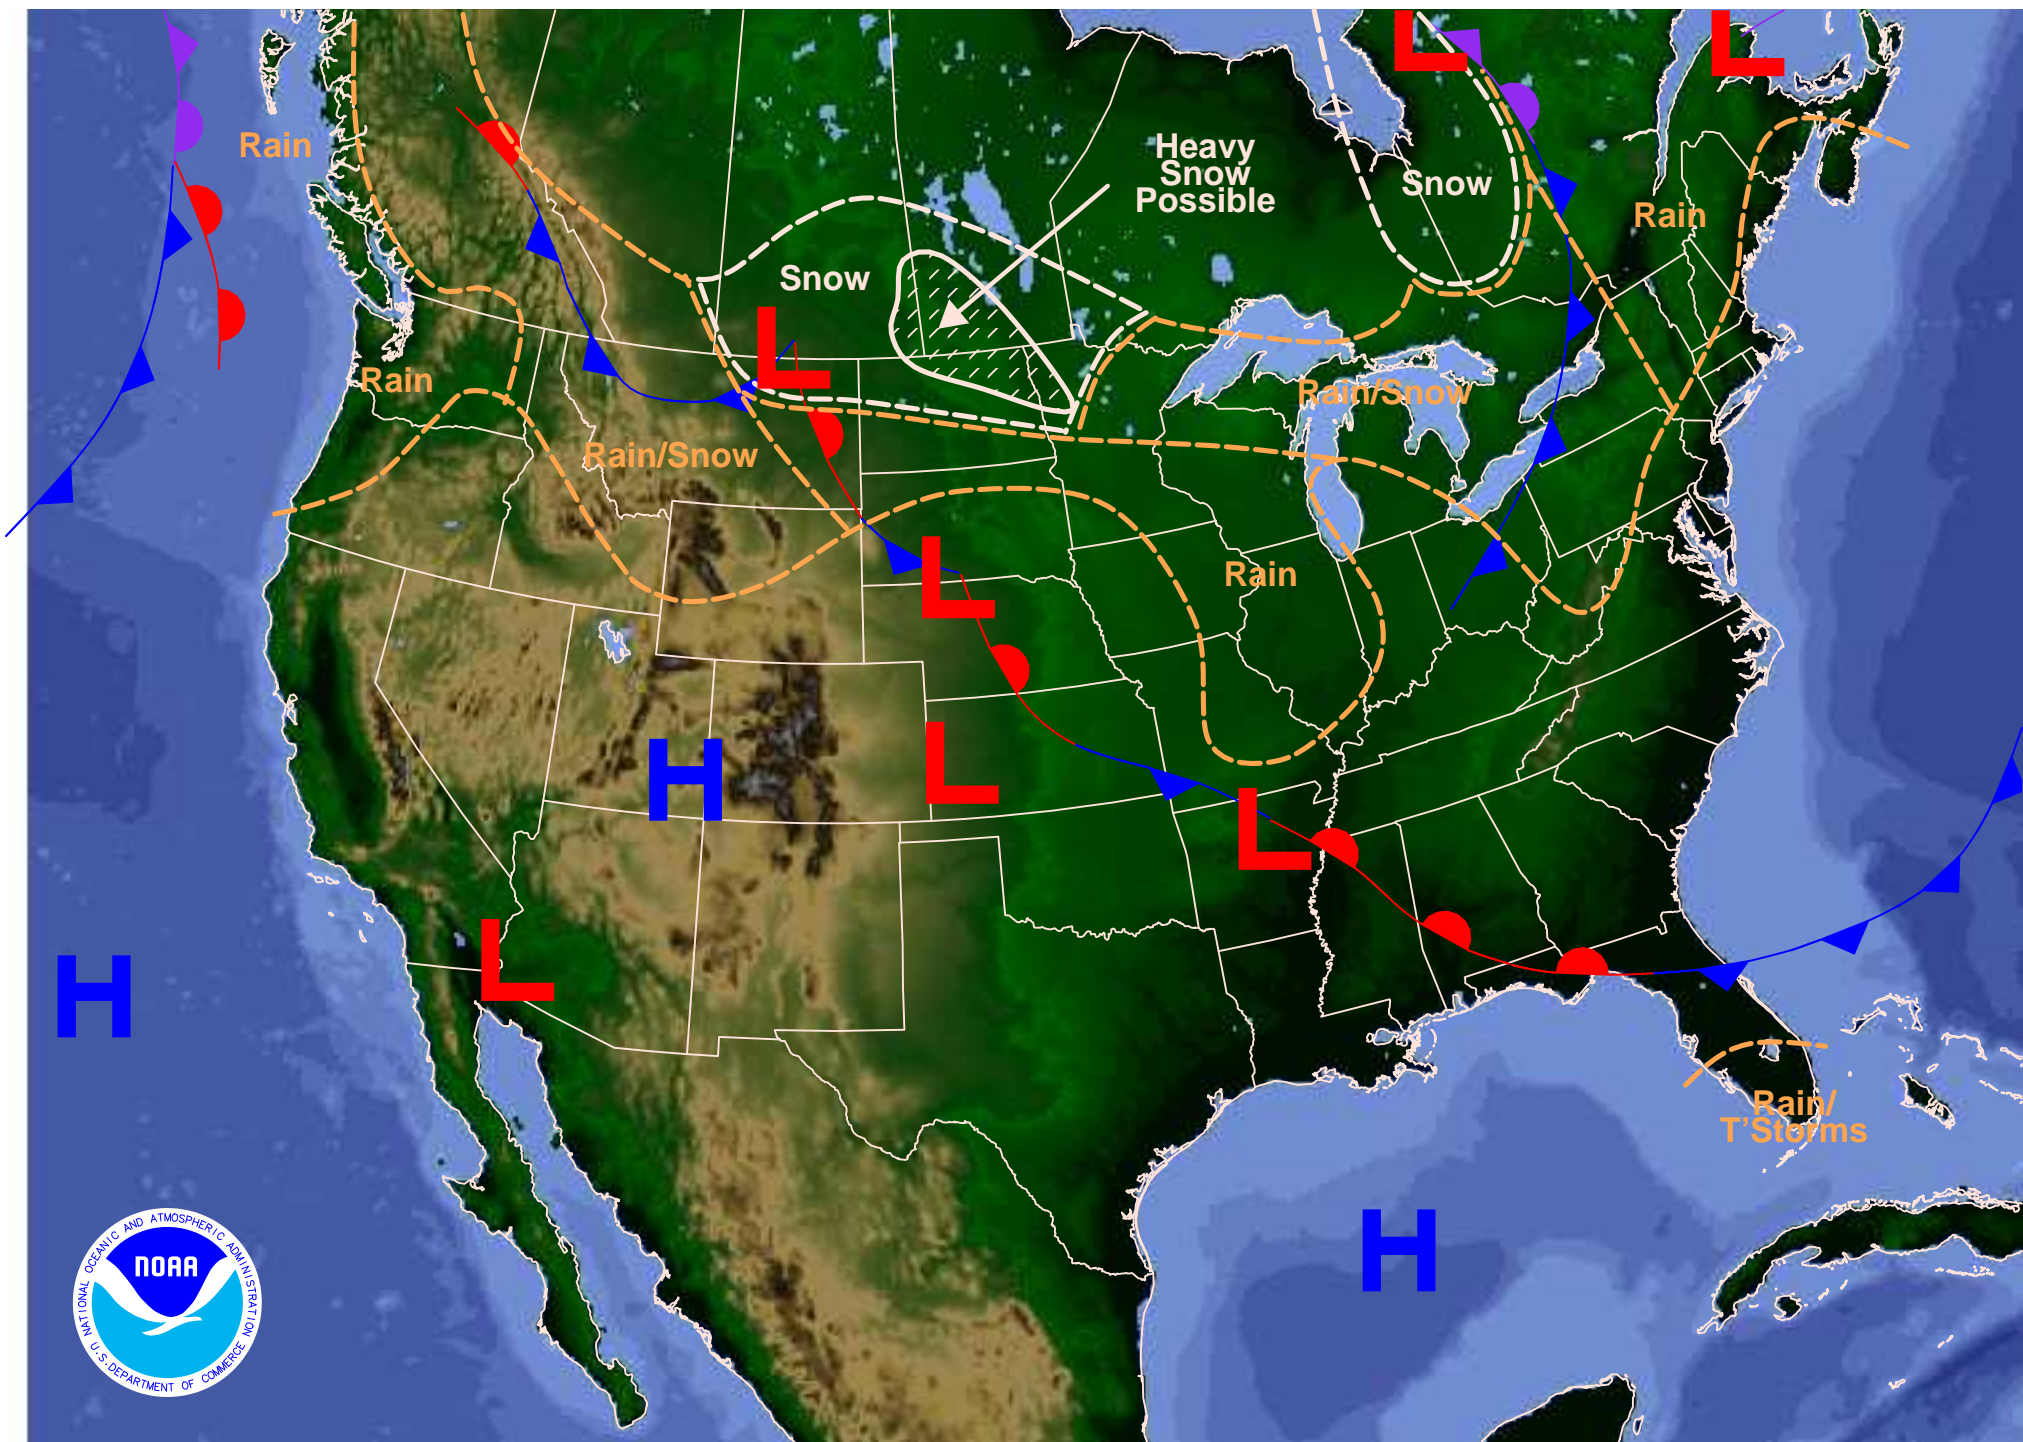 L
L
Rain
Heavy
Snow
Possible
Snow
Rain
Snow
L
Rain
Rain/Snow
Rain/Snow
L
Rain
H
L
L
L
H
Rain/
T'Storms
H
NATIONAL OCEANIC AND ATMOSPHERIC ADMINISTRATION
NOAA
U.S. DEPARTMENT OF COMMERCE